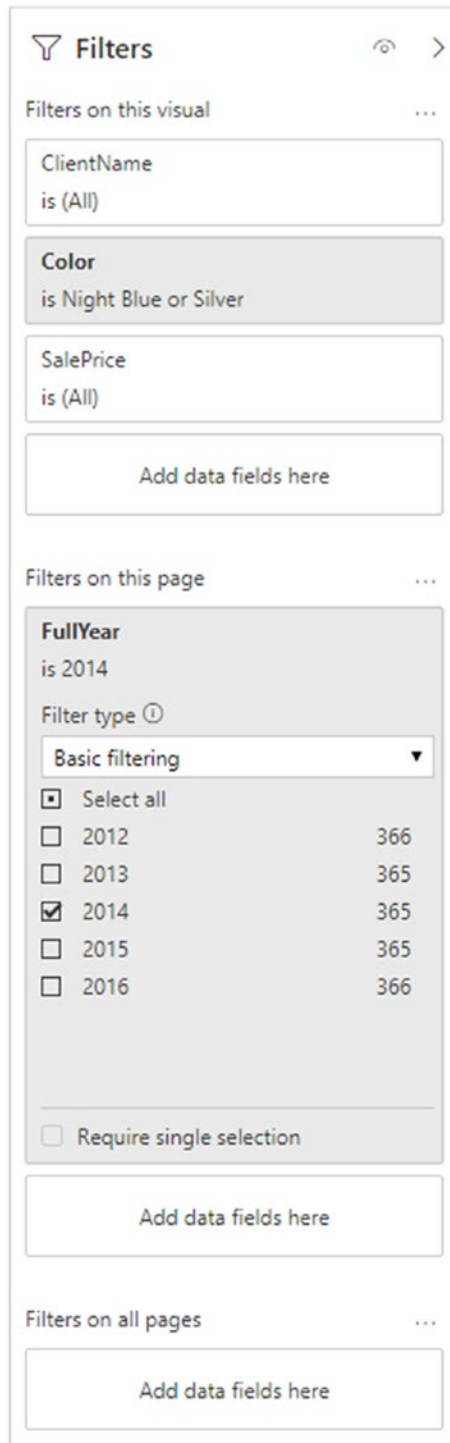 Filters
Filters on this visual ...
ClientName
is (All)
Color
is Night Blue or Silver
SalePrice
is (All)
Add data fields here
Filters on this page ...
FullYear
is 2014
Filter type
Basic filtering
Select all
2012 366
2013 365
2014 365
2015 365
2016 366
Require single selection
Add data fields here
Filters on all pages ...
Add data fields here